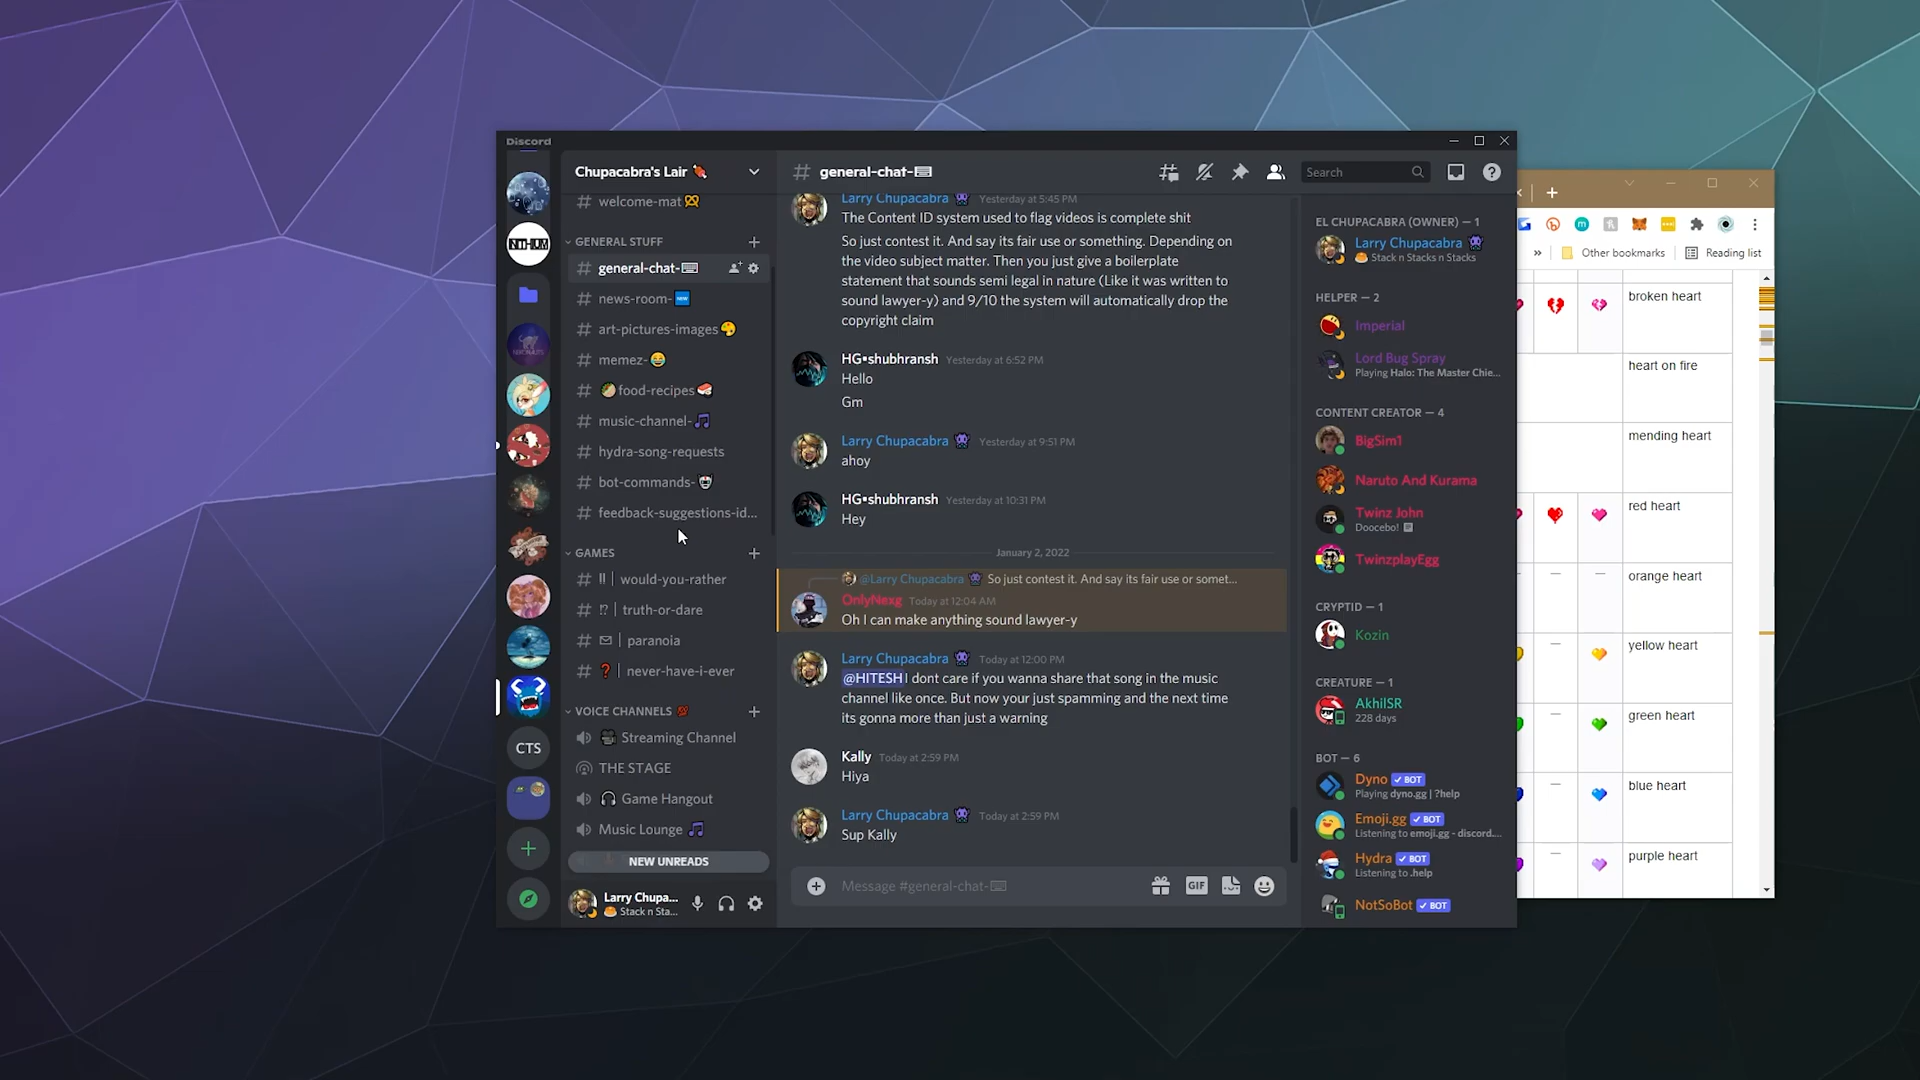 Discord
Chupacabra's Lair
welcome-mat
GENERAL STUFF
general-chat-
news-room-
art-pictures-images
memez-
food-recipes
music-channel-
hydra-song-requests
bot-commands-
feedback-suggestions-id...
GAMES
would-you-rather
truth-or-dare
paranoia
never-have-i-ever
VOICE CHANNELS
Streaming Channel
THE STAGE
Game Hangout
Music Lounge
NEW UNREADS
CTS
Larry Chupa...
Stack n Sta...
general-chat-
Search
Larry Chupacabra Yesterday at 5:45 PM
The Content ID system used to flag videos is complete shit
So just contest it. And say its fair use or something. Depending on
the video subject matter. Then you just give a boilerplate
statement that sounds semi legal in nature (Like it was written to
sound lawyer-y) and 9/10 the system will automatically drop the
copyright claim
HG•shubhransh Yesterday at 6:52 PM
Hello
Gm
Larry Chupacabra Yesterday at 9:51 PM
ahoy
HG•shubhransh Yesterday at 10:31 PM
Hey
January 2, 2022
@Larry Chupacabra So just contest it. And say its fair use or somet...
OnlyNexg Today at 12:04 AM
Oh I can make anything sound lawyer-y
Larry Chupacabra Today at 12:00 PM
@HITESH I dont care if you wanna share that song in the music
channel like once. But now your just spamming and the next time
its gonna more than just a warning
Kally Today at 2:59 PM
Hiya
Larry Chupacabra Today at 2:59 PM
Sup Kally
Message #general-chat-
GIF
EL CHUPACABRA (OWNER) — 1
Larry Chupacabra
Stack n Stacks n Stacks
HELPER — 2
Imperial
Lord Bug Spray
Playing Halo: The Master Chie...
CONTENT CREATOR — 4
BigSim1
Naruto And Kurama
Twinz John
Doocebo!
TwinzplayEgg
CRYPTID — 1
Kozin
CREATURE — 1
AkhilSR
228 days
BOT — 6
Dyno BOT
Playing dyno.gg | ?help
Emoji.gg BOT
Listening to emoji.gg - discord....
Hydra BOT
Listening to .help
NotSoBot BOT
» Other bookmarks Reading list
broken heart
heart on fire
mending heart
red heart
orange heart
yellow heart
green heart
blue heart
purple heart